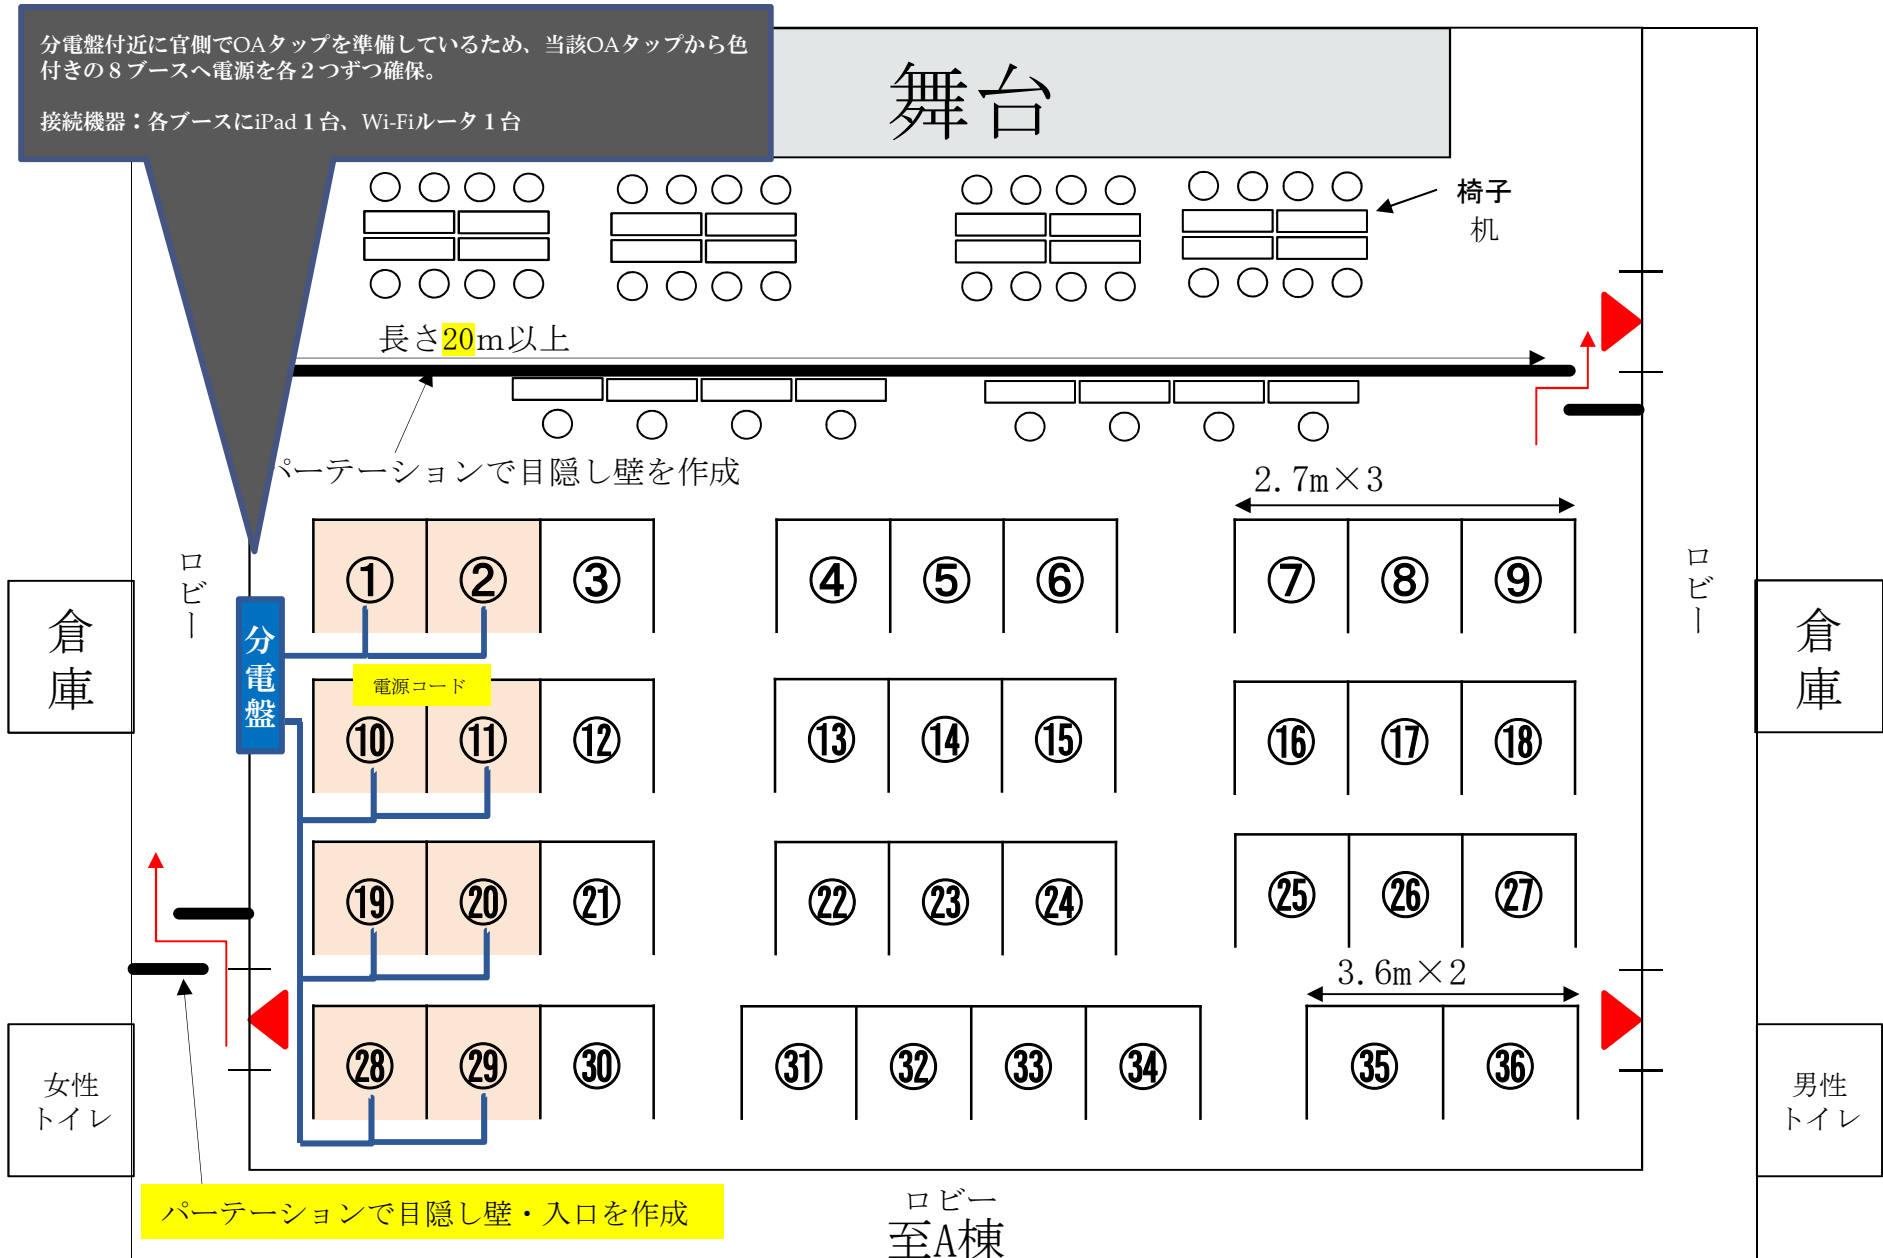 分電盤付近に官側でOAタップを準備しているため、当該OAタップから色
付きの８ブースへ電源を各２つずつ確保。
接続機器：各ブースにiPad１台、Wi-Fiルータ１台
舞台
椅子
机
長さ20m以上
パーテーションで目隠し壁を作成
2.7m×3
ロビー
ロビー
① ② ③ ④ ⑤ ⑥ ⑦ ⑧ ⑨
倉庫
分電盤
倉庫
電源コード
⑩ ⑪ ⑫ ⑬ ⑭ ⑮ ⑯ ⑰ ⑱
⑲ ⑳ ㉑ ㉒ ㉓ ㉔ ㉕ ㉖ ㉗
3.6m×2
㉘ ㉙ ㉚ ㉛ ㉜ ㉝ ㉞ ㉟ ㊱
女性
トイレ
男性
トイレ
パーテーションで目隠し壁・入口を作成
ロビー
至A棟